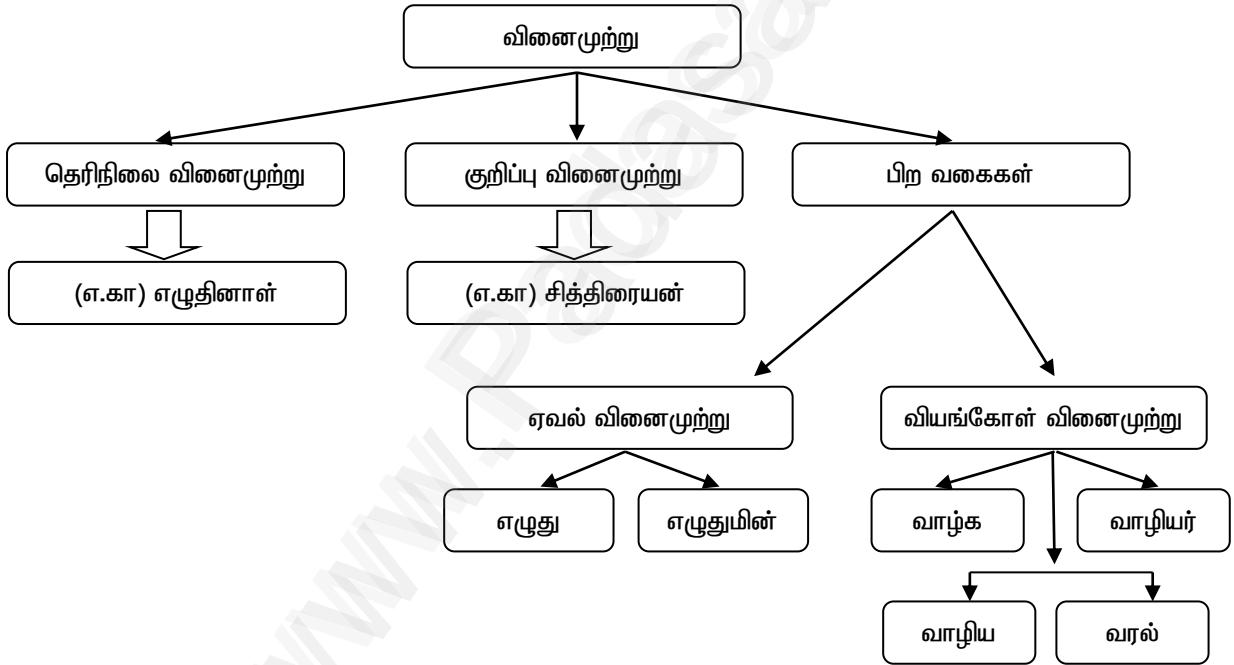 வினைமுற்று
தெரிநிலை வினைமுற்று
குறிப்பு வினைமுற்று
பிற வகைகள்
(எ.கா) எழுதினாள்
(எ.கா) சித்திரையன்
ஏவல் வினைமுற்று
வியங்கோள் வினைமுற்று
எழுது
எழுதுமின்
வாழ்க
வாழியர்
வாழிய
வரல்